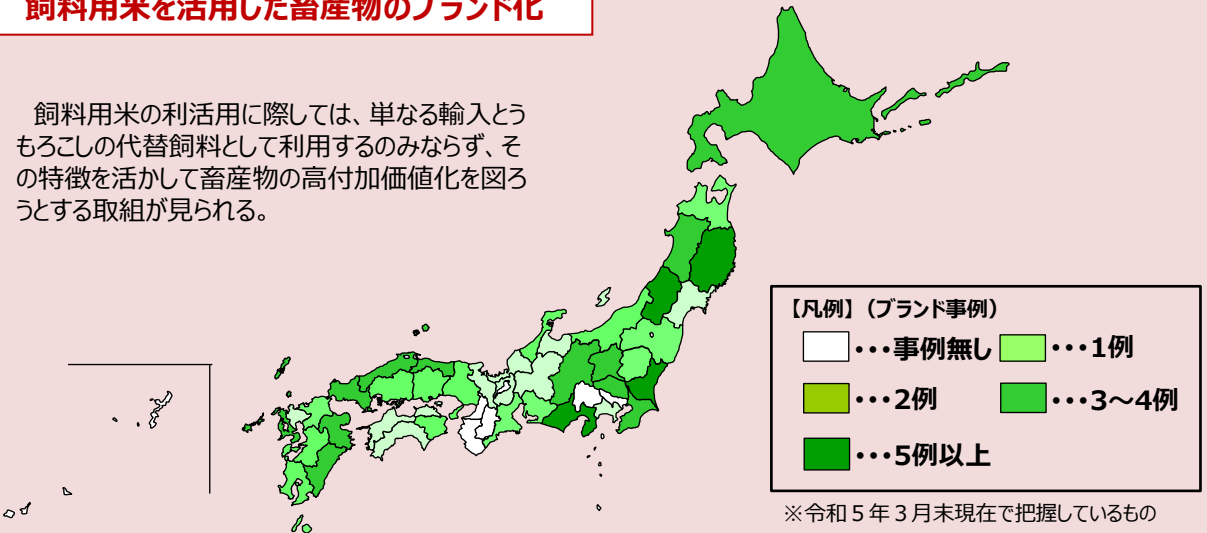 飼料用米を活用した畜産物のブランド化
飼料用米の利活用に際しては、単なる輸入とう
もろこしの代替飼料として利用するのみならず、そ
の特徴を活かして畜産物の高付加価値化を図ろ
うとする取組が見られる。
【凡例】（ブランド事例）
・・・事例無し ・・・1例
・・・2例 ・・・3～4例
・・・5例以上
※令和５年３月末現在で把握しているもの